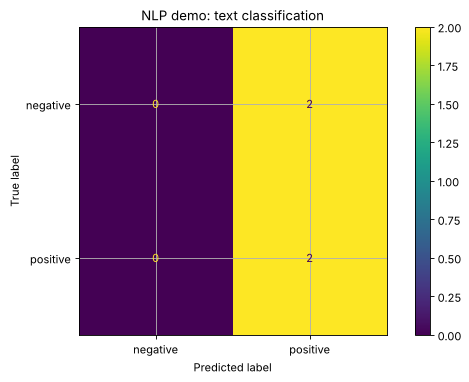 NLP demo: text classification
2.00
1.75
1.50
1.25
1.00
0.75
0.50
0.25
0.00
True label
negative
0 2
positive
0 2
negative positive
Predicted label